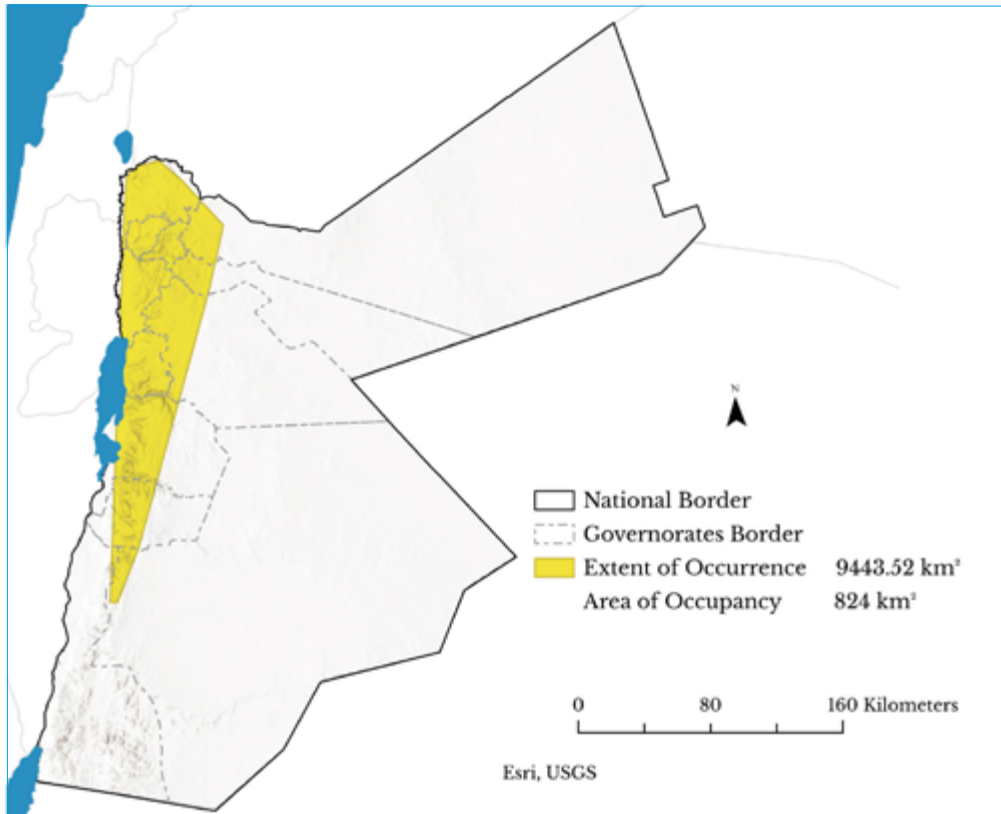 N
National Border
Governorates Border
Extent of Occurrence 9443.52 km²
Area of Occupancy 824 km²
0 80 160 Kilometers
Esri, USGS